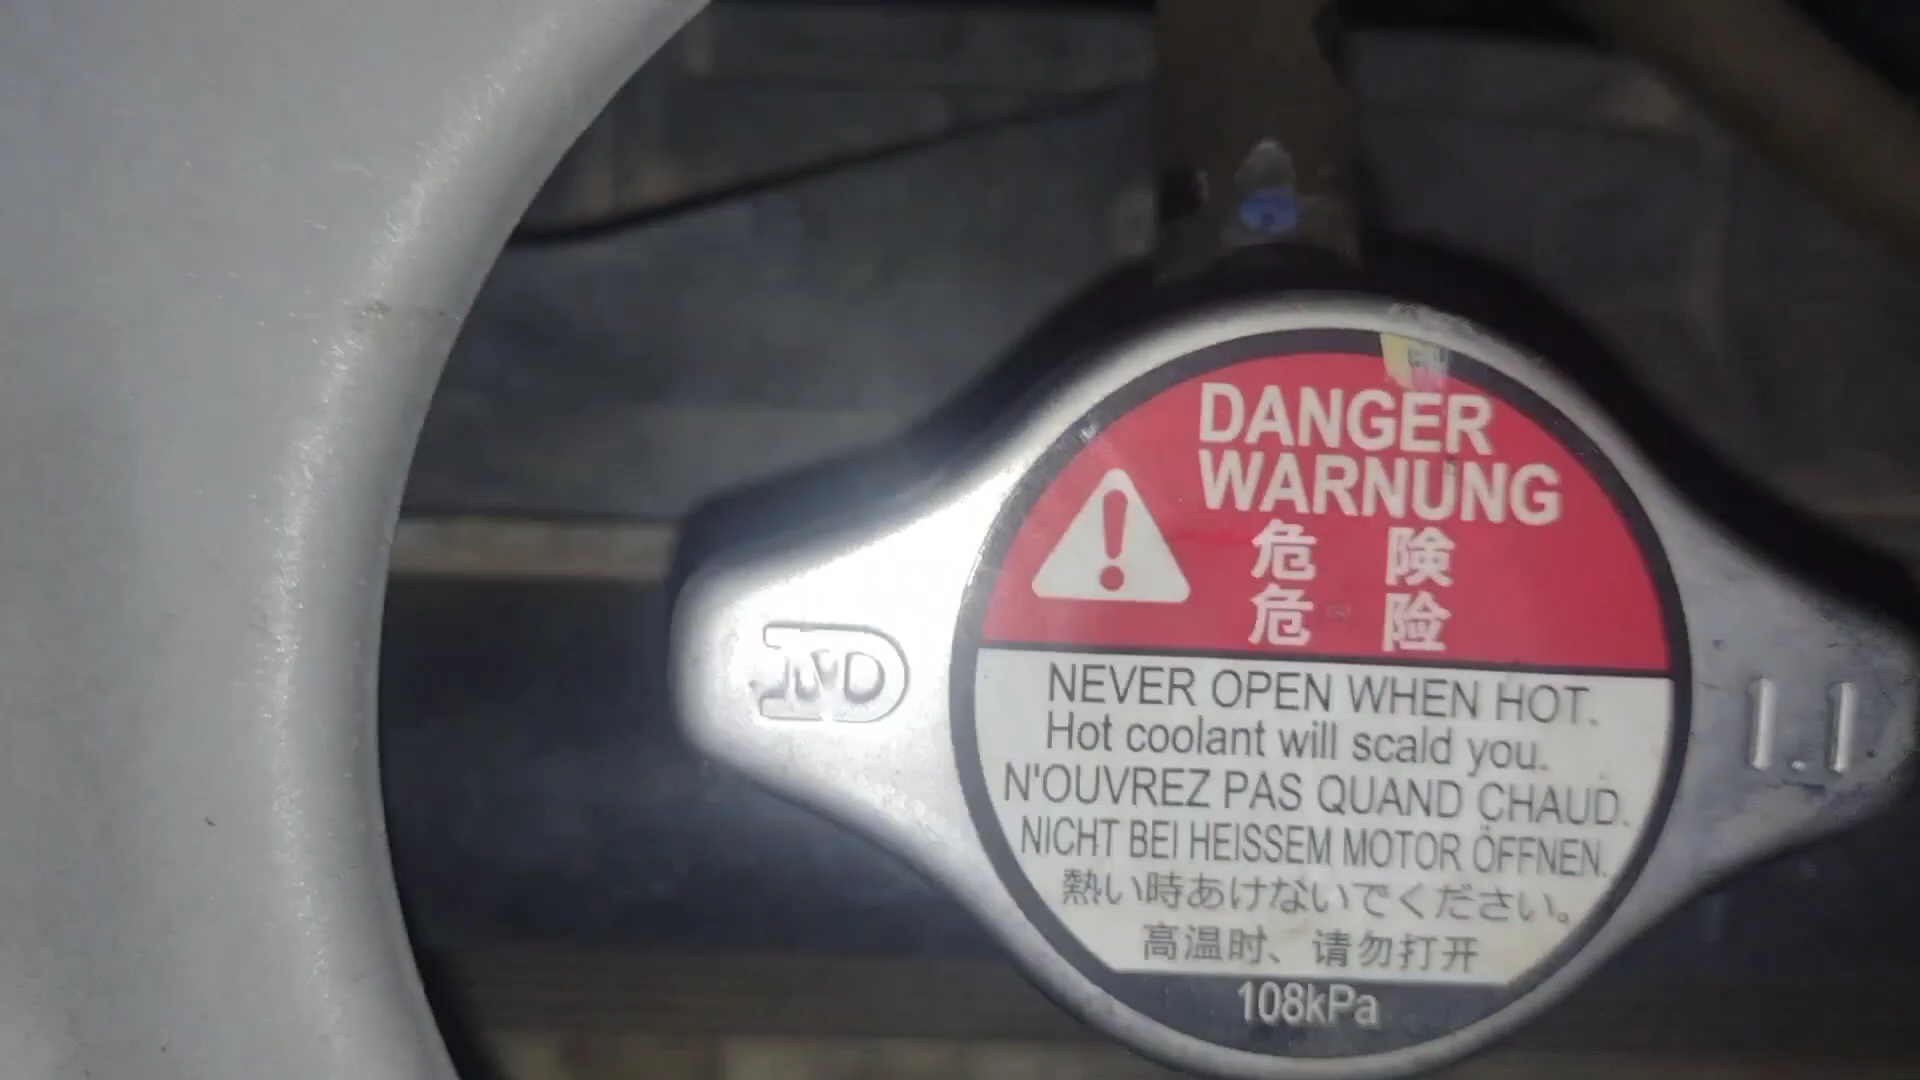 DANGER
WARNUNG
危 険
危 险
NEVER OPEN WHEN HOT.
Hot coolant will scald you.
N'OUVREZ PAS QUAND CHAUD.
NICHT BEI HEISSEM MOTOR ÖFFNEN.
熱い時あけないでください。
高温时、请勿打开
108kPa
ND
1.1